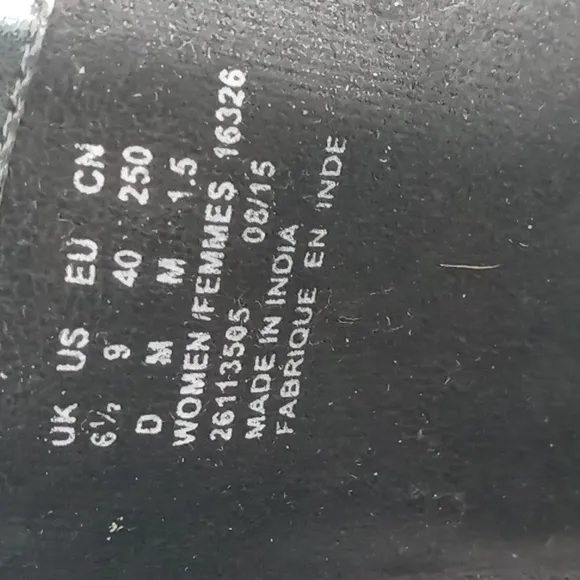 UK US EU CN
6½ 9 40 250
D M M 1.5
WOMEN /FEMMES 16326
26113505 08/15
MADE IN INDIA
FABRIQUE EN INDE